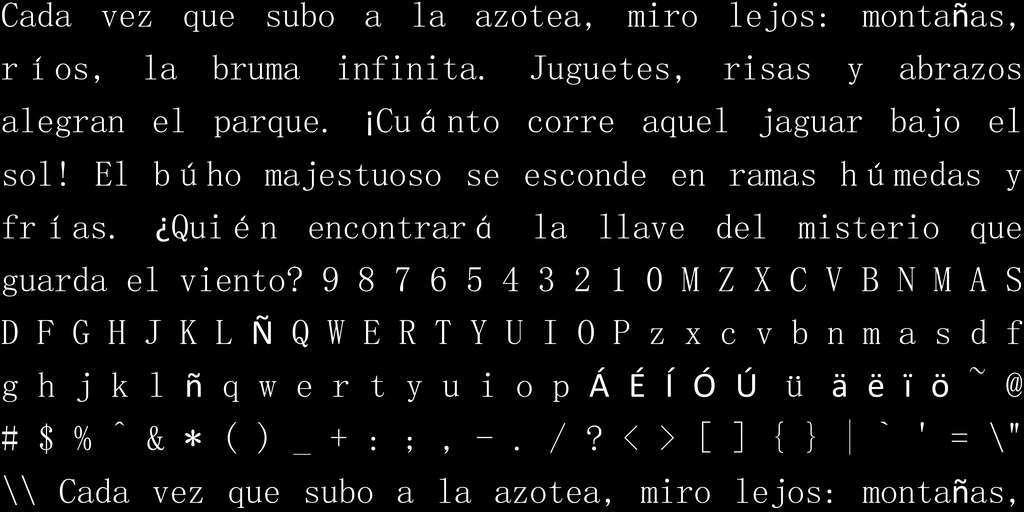 Cada vez que subo a la azotea, miro lejos: montañas,
ríos, la bruma infinita. Juguetes, risas y abrazos
alegran el parque. ¡Cuánto corre aquel jaguar bajo el
sol! El búho majestuoso se esconde en ramas húmedas y
frías. ¿Quién encontrará la llave del misterio que
guarda el viento? 9 8 7 6 5 4 3 2 1 0 M Z X C V B N M A S
D F G H J K L Ñ Q W E R T Y U I O P z x c v b n m a s d f
g h j k l ñ q w e r t y u i o p Á É Í Ó Ú ü ä ë ï ö ~ @
# $ % ^ & * ( ) _ + : ; , - . / ? < > [ ] { } | ` ' = \"
\\ Cada vez que subo a la azotea, miro lejos: montañas,